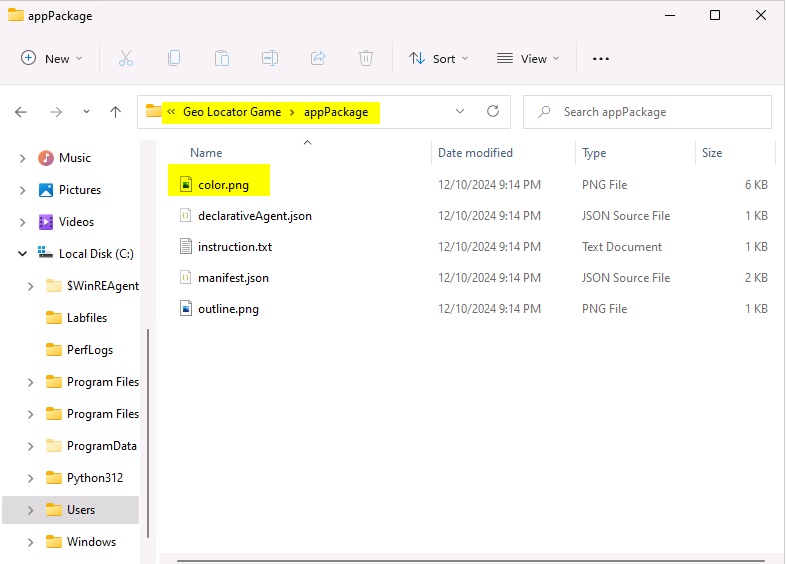 appPackage
New
Sort
View
«  Geo Locator Game  ›  appPackage
Search appPackage
Music
Pictures
Videos
Local Disk (C:)
$WinREAgent
Labfiles
PerfLogs
Program Files
Program Files
ProgramData
Python312
Users
Windows
Name Date modified Type Size
color.png 12/10/2024 9:14 PM PNG File 6 KB
declarativeAgent.json 12/10/2024 9:14 PM JSON Source File 1 KB
instruction.txt 12/10/2024 9:14 PM Text Document 1 KB
manifest.json 12/10/2024 9:14 PM JSON Source File 2 KB
outline.png 12/10/2024 9:14 PM PNG File 1 KB